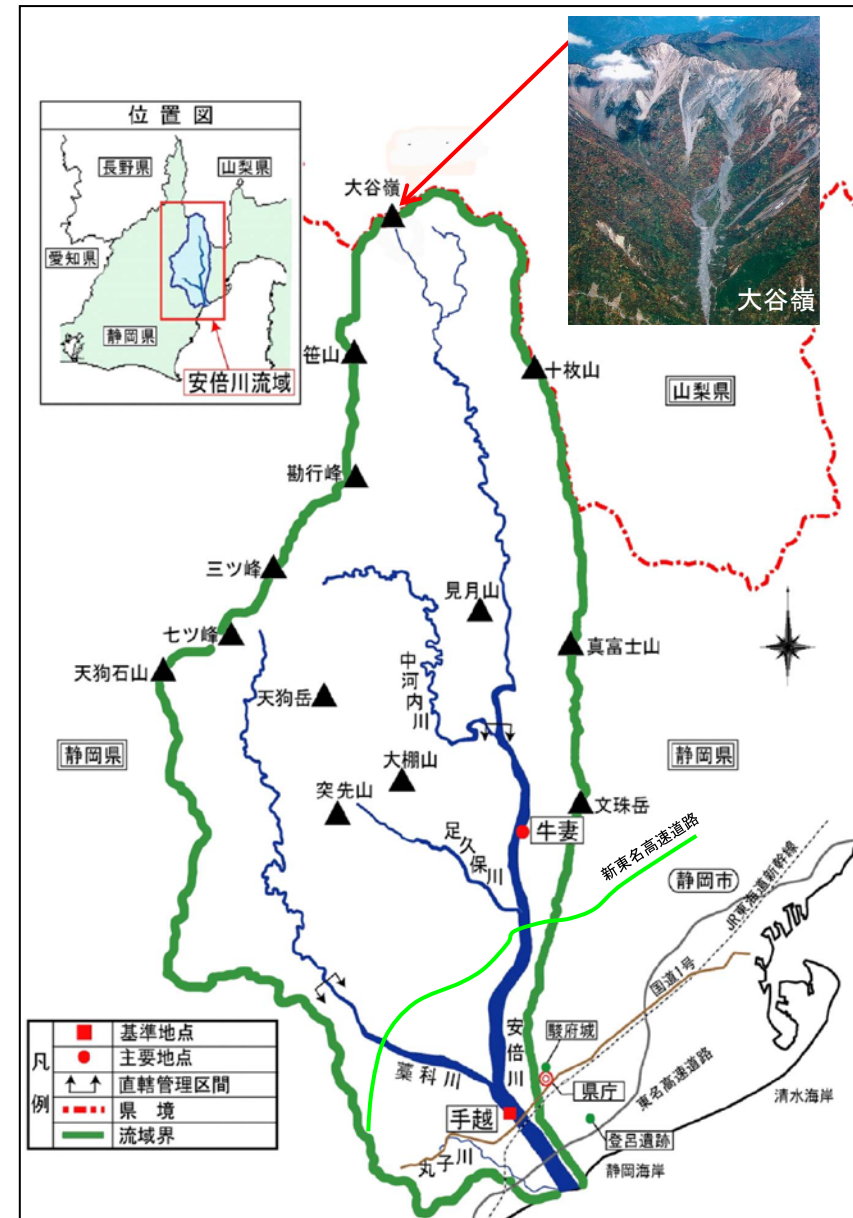 位置図
長野県
山梨県
愛知県
静岡県
安倍川流域
大谷嶺
大谷嶺
笹山
十枚山
山梨県
勘行峰
三ツ峰
見月山
七ツ峰
真富士山
天狗石山
中河内川
天狗岳
静岡県
静岡県
大棚山
突先山
文珠岳
牛妻
足久保川
新東名高速道路
静岡市
JR東海道新幹線
国道1号
安倍川
駿府城
藁科川
県庁
東名高速道路
清水海岸
手越
登呂遺跡
丸子川
静岡海岸
凡例
基準地点
主要地点
直轄管理区間
県境
流域界